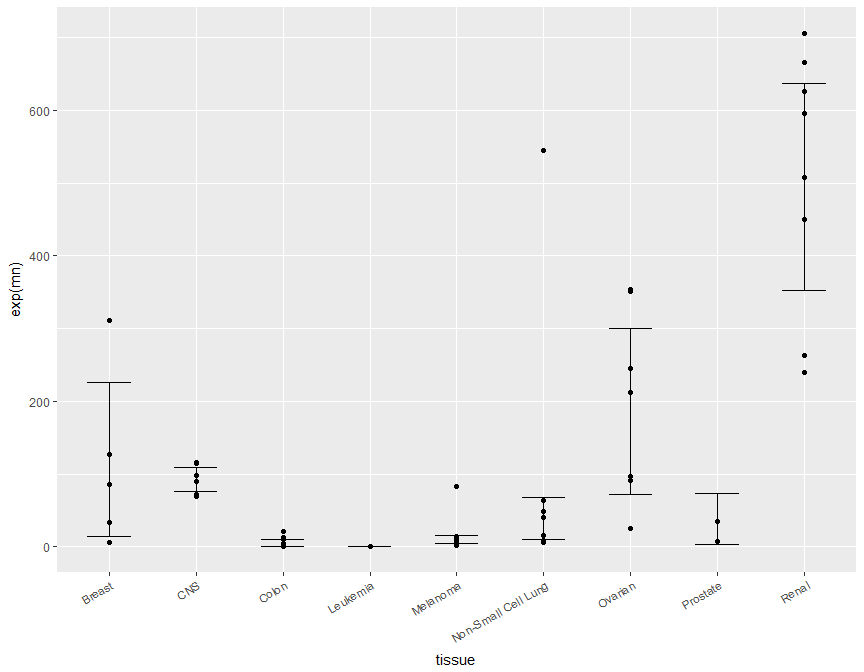 600
400
200
0
exp(mn)
Breast
CNS
Colon
Leukemia
Melanoma
Non-Small Cell Lung
Ovarian
Prostate
Renal
tissue